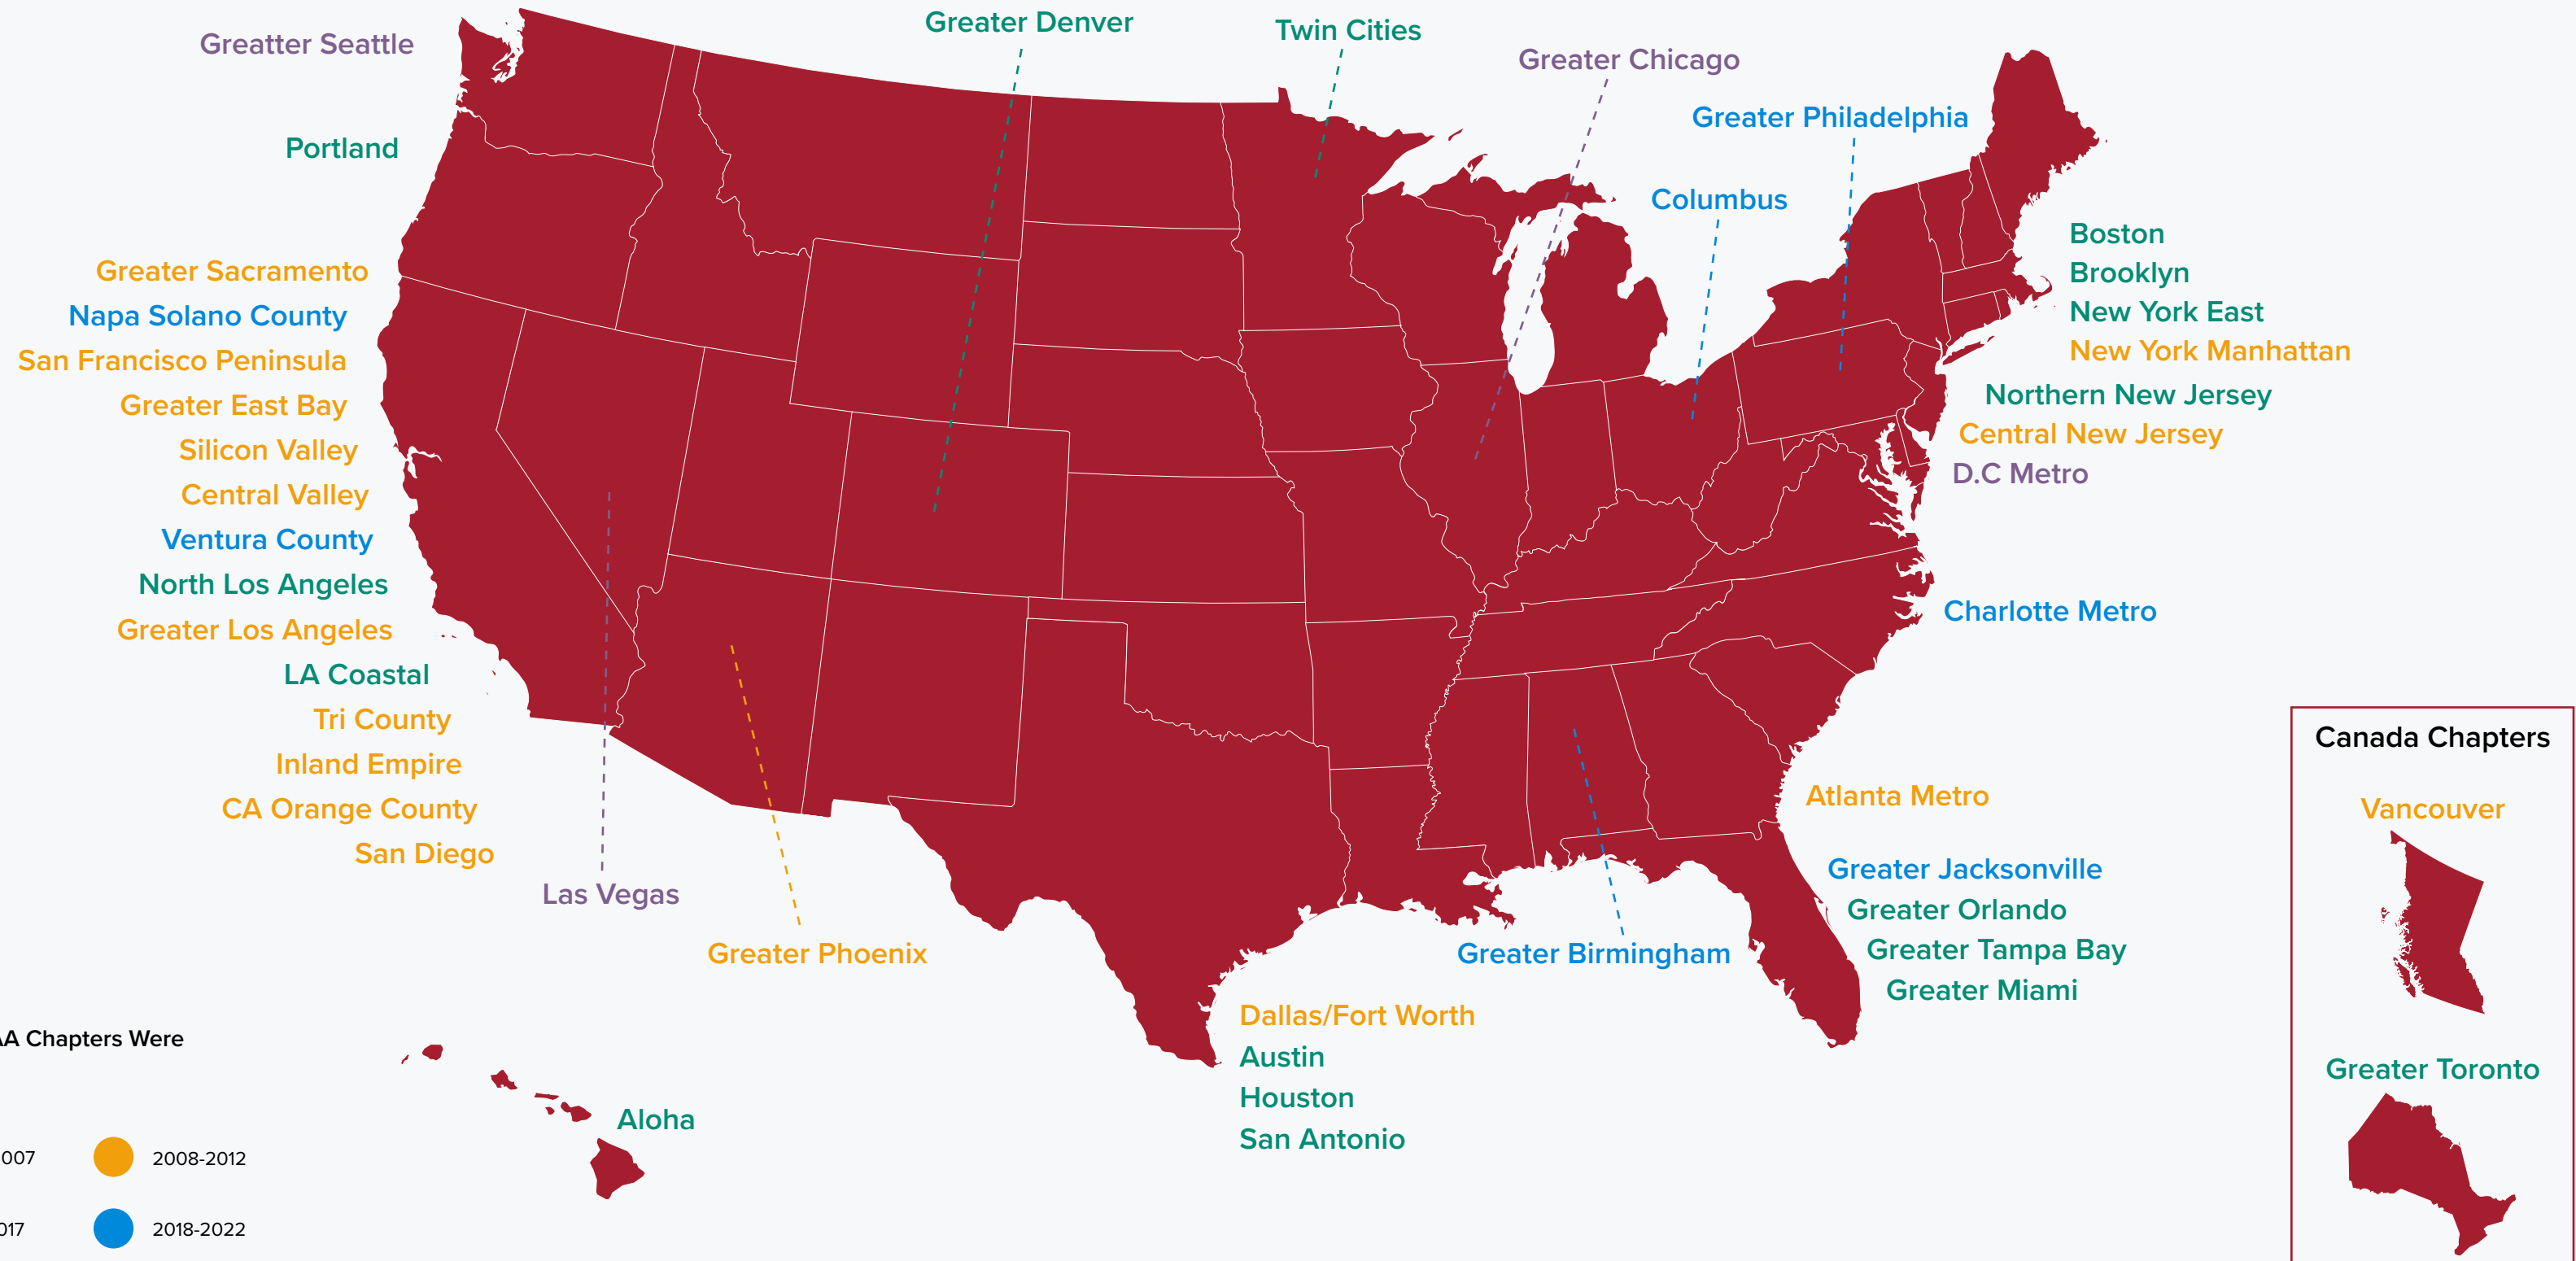 Greatter Seattle
Portland
Greater Sacramento
Napa Solano County
San Francisco Peninsula
Greater East Bay
Silicon Valley
Central Valley
Ventura County
North Los Angeles
Greater Los Angeles
LA Coastal
Tri County
Inland Empire
CA Orange County
San Diego
Las Vegas
Greater Phoenix
Greater Denver
Twin Cities
Greater Chicago
Greater Philadelphia
Columbus
Boston
Brooklyn
New York East
New York Manhattan
Northern New Jersey
Central New Jersey
D.C Metro
Charlotte Metro
Atlanta Metro
Greater Jacksonville
Greater Orlando
Greater Tampa Bay
Greater Miami
Greater Birmingham
Dallas/Fort Worth
Austin
Houston
San Antonio
Aloha
Canada Chapters
Vancouver
Greater Toronto
Chapters Were
007
2008-2012
017
2018-2022